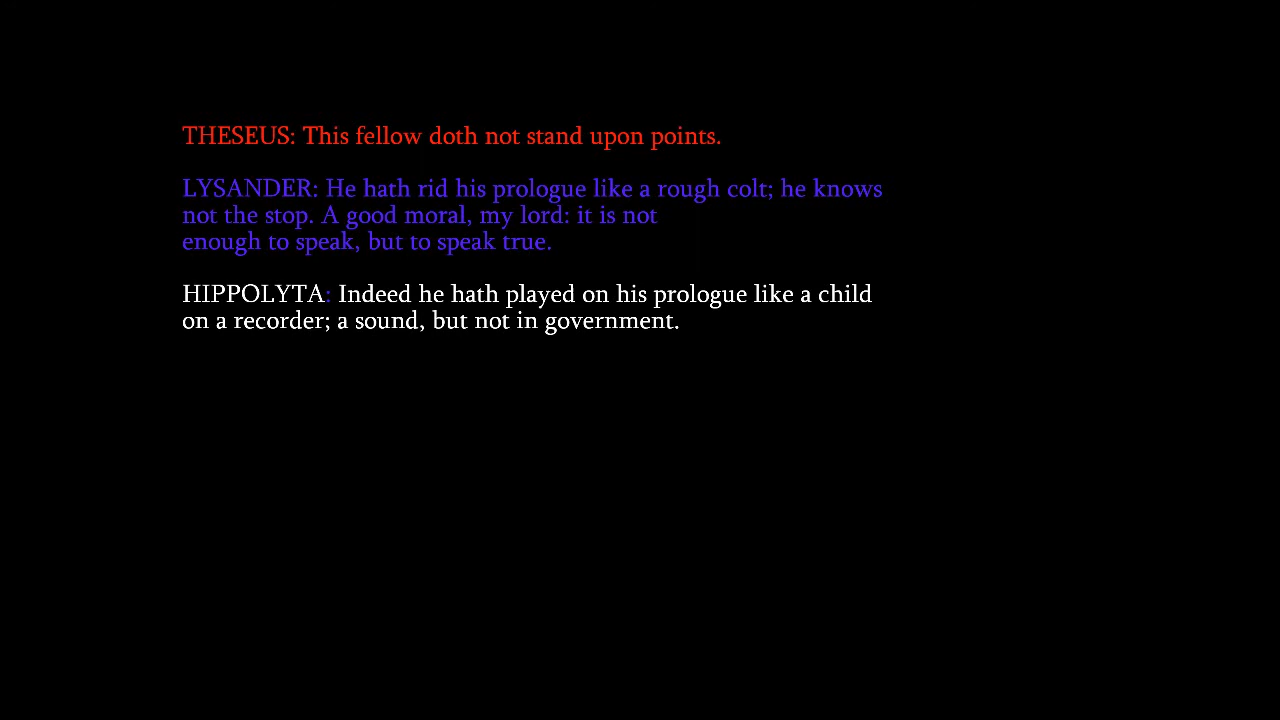 THESEUS: This fellow doth not stand upon points.
LYSANDER: He hath rid his prologue like a rough colt; he knows
not the stop. A good moral, my lord: it is not
enough to speak, but to speak true.
HIPPOLYTA: Indeed he hath played on his prologue like a child
on a recorder; a sound, but not in government.